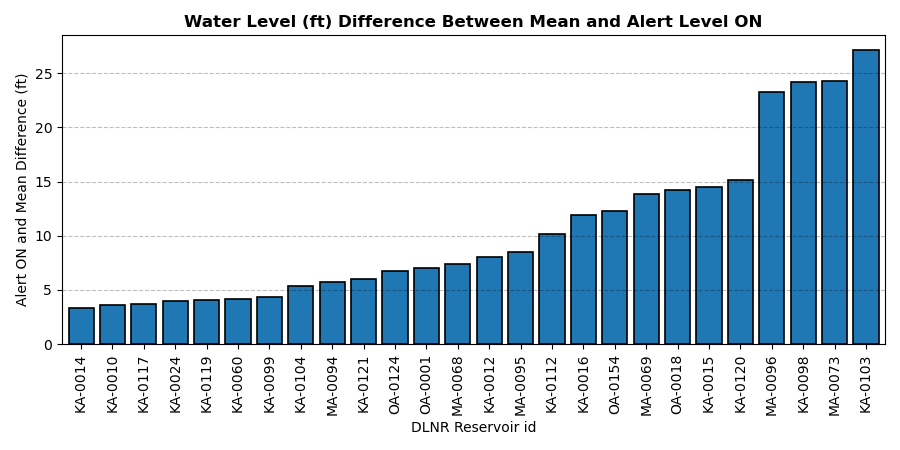 Water Level (ft) Difference Between Mean and Alert Level ON
Alert ON and Mean Difference (ft)
25
20
15
10
5
0
KA-0014
KA-0010
KA-0117
KA-0024
KA-0119
KA-0060
KA-0099
KA-0104
MA-0094
KA-0121
OA-0124
OA-0001
MA-0068
KA-0012
MA-0095
KA-0112
KA-0016
OA-0154
MA-0069
OA-0018
KA-0015
KA-0120
MA-0096
KA-0098
MA-0073
KA-0103
DLNR Reservoir id